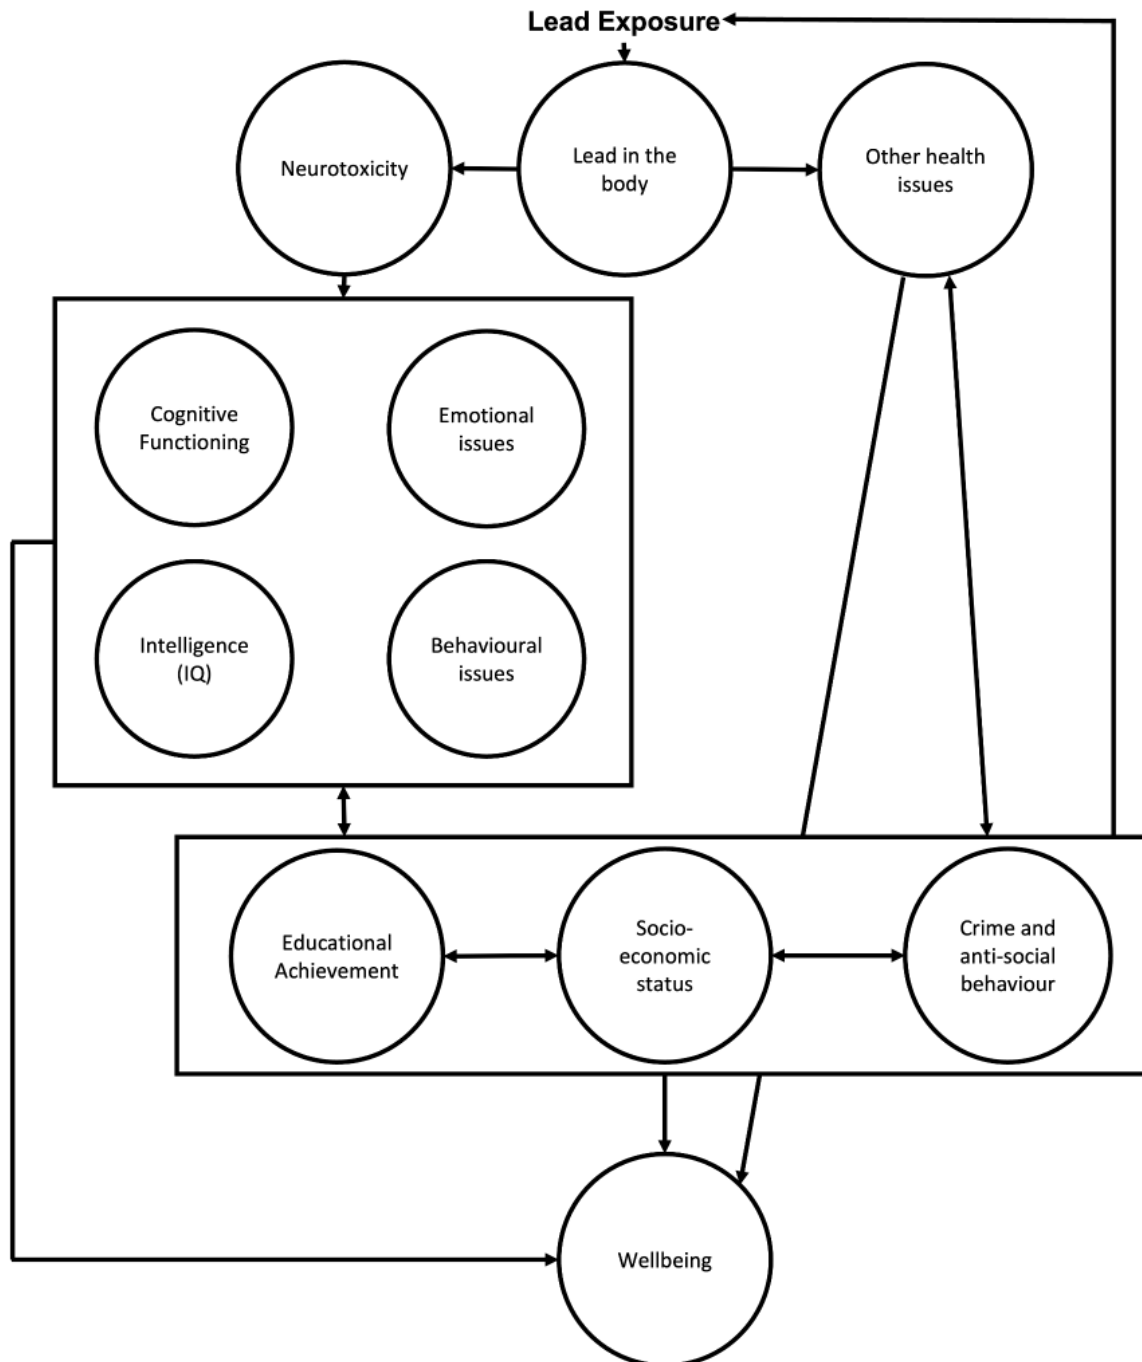 Lead Exposure
Neurotoxicity
Lead in the
body
Other health
issues
Cognitive
Functioning
Emotional
issues
Intelligence
(IQ)
Behavioural
issues
Educational
Achievement
Socio-
economic
status
Crime and
anti-social
behaviour
Wellbeing